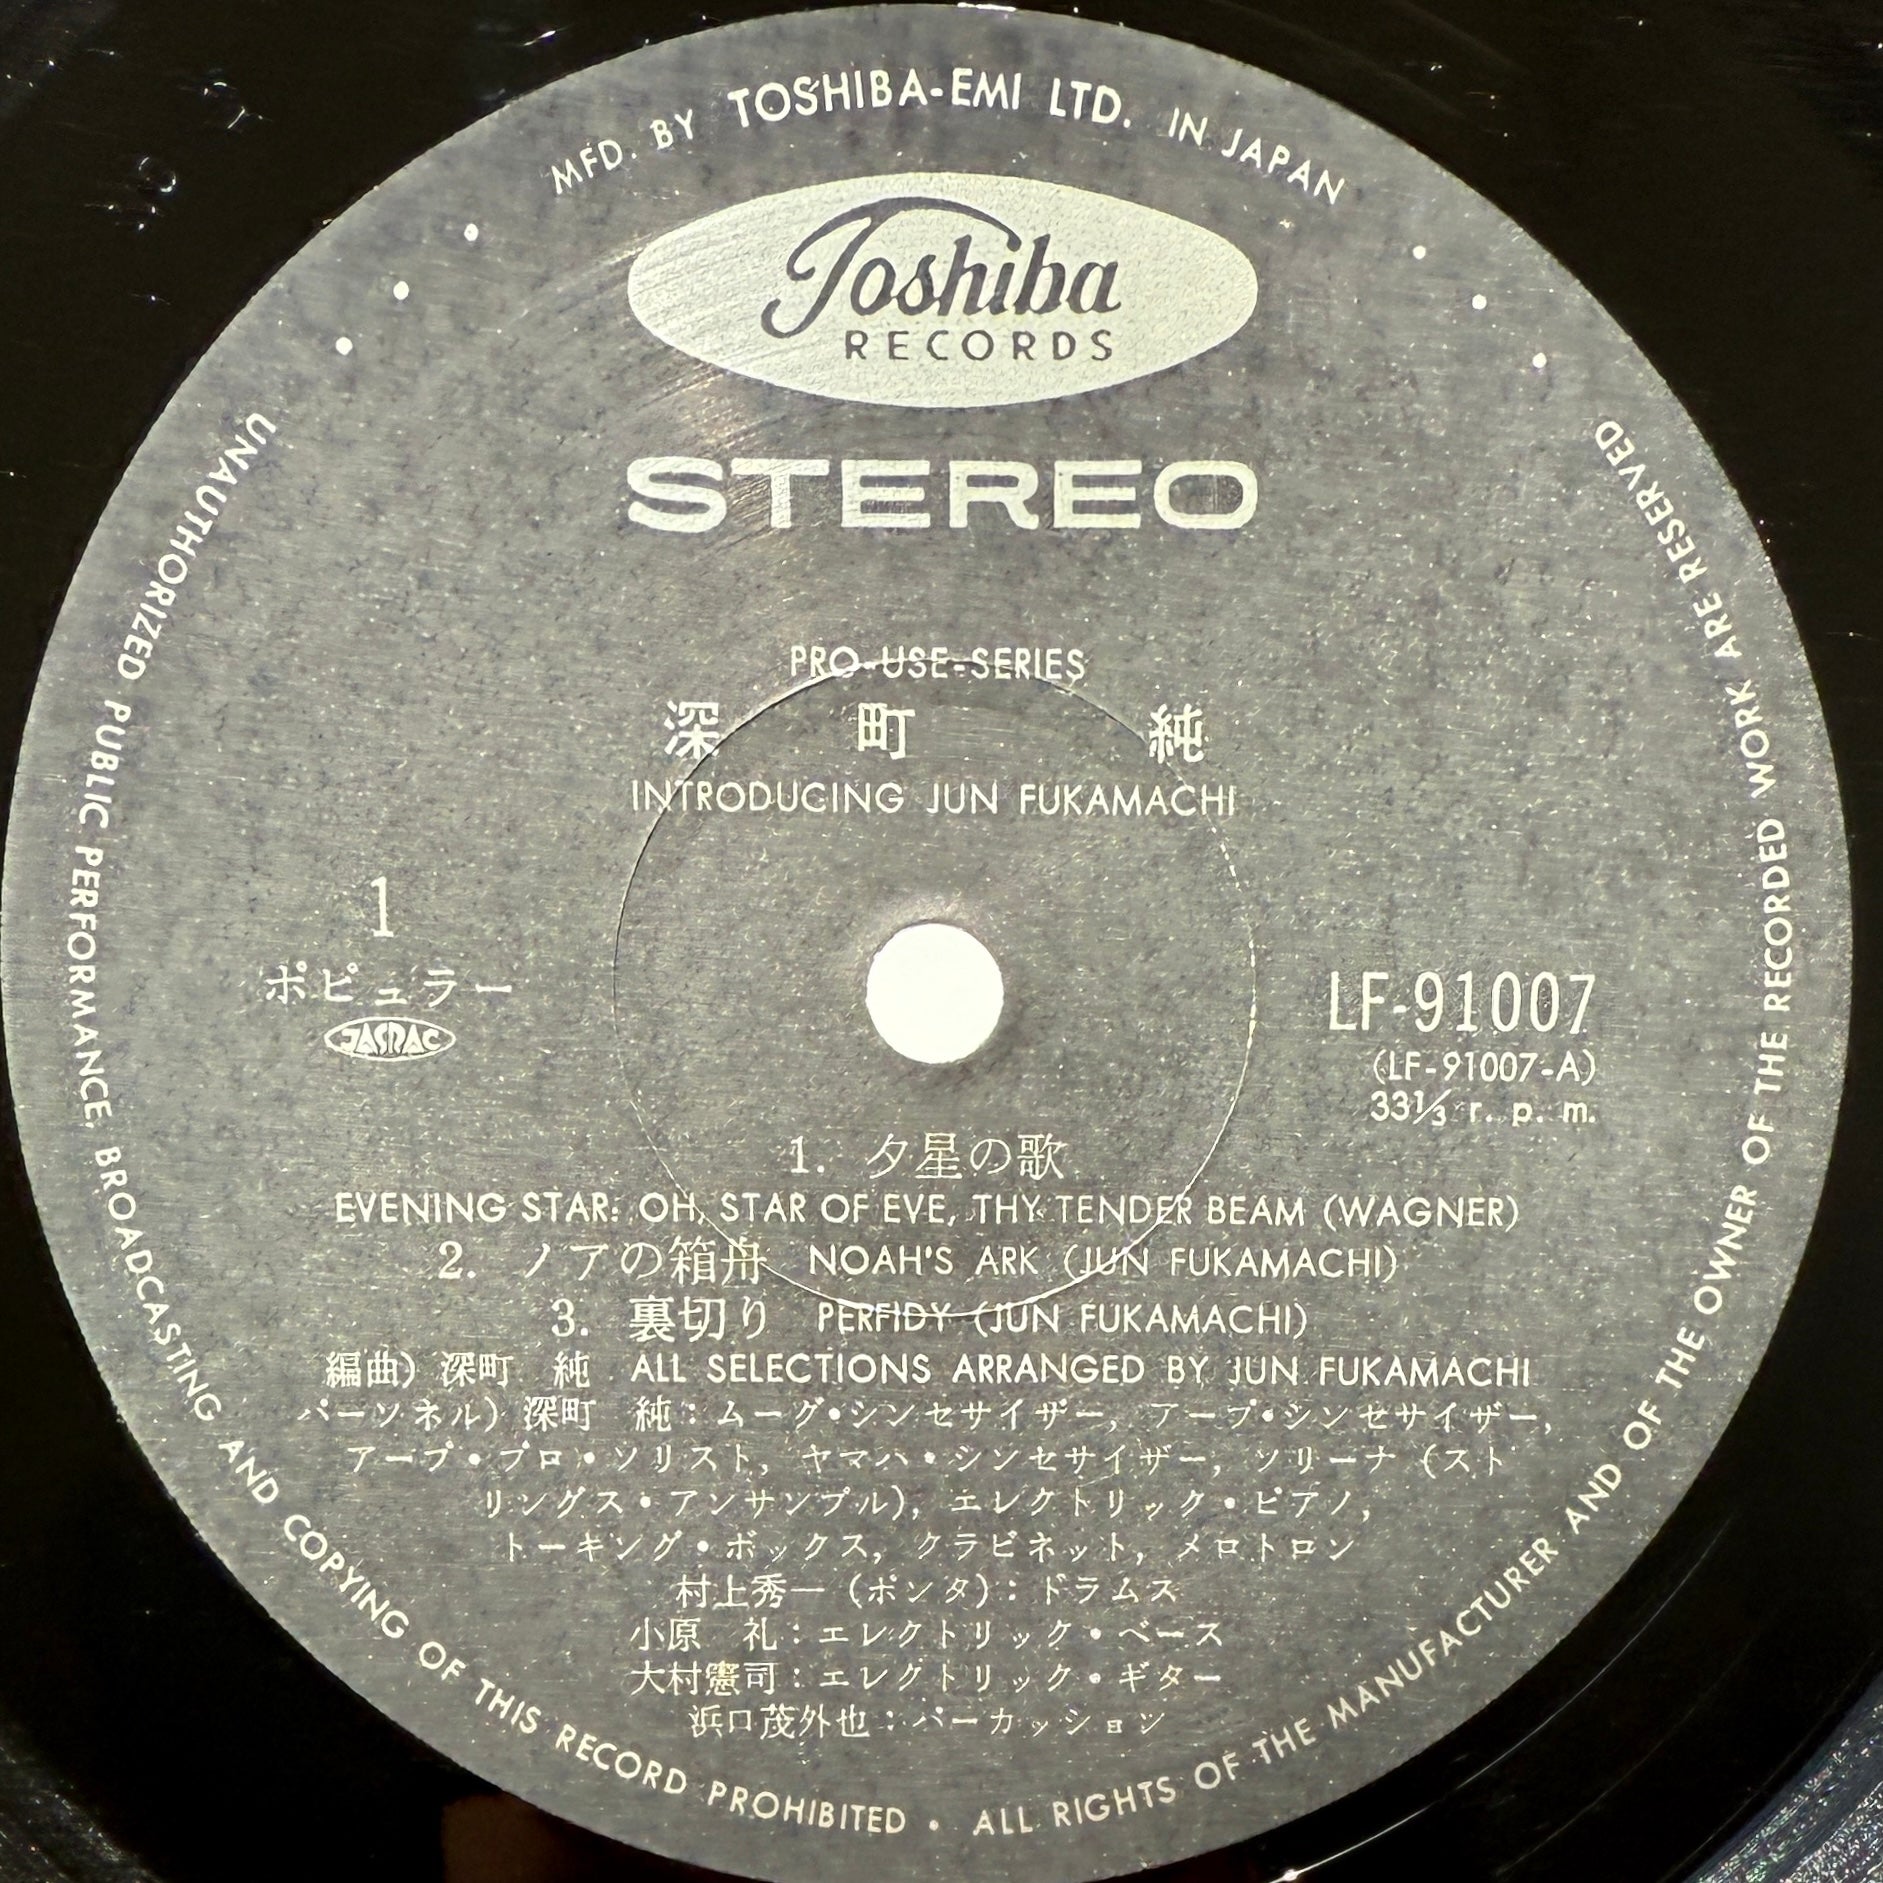 MFD. BY TOSHIBA-EMI LTD. IN JAPAN
Toshiba
RECORDS
STEREO
PRO-USE-SERIES
深町 純
INTRODUCING JUN FUKAMACHI
1
ポピュラー
JASRAC
LF-91007
(LF-91007-A)
33⅓ r. p. m.
1. 夕星の歌
EVENING STAR: OH, STAR OF EVE, THY TENDER BEAM (WAGNER)
2. ノアの箱舟 NOAH'S ARK (JUN FUKAMACHI)
3. 裏切り PERFIDY (JUN FUKAMACHI)
編曲) 深町 純 ALL SELECTIONS ARRANGED BY JUN FUKAMACHI
パーソネル) 深町 純：ムーグ・シンセサイザー, アープ・シンセサイザー,
アープ・プロ・ソリスト, ヤマハ・シンセサイザー, ソリーナ (スト
リングス・アンサンブル), エレクトリック・ピアノ,
トーキング・ボックス, クラビネット, メロトロン
村上秀一 (ポンタ)：ドラムス
小原 礼：エレクトリック・ベース
大村憲司：エレクトリック・ギター
浜口茂外也：パーカッション
UNAUTHORIZED PUBLIC PERFORMANCE, BROADCASTING AND COPYING OF THIS RECORD PROHIBITED • ALL RIGHTS OF THE MANUFACTURER AND OF THE OWNER OF THE RECORDED WORK ARE RESERVED